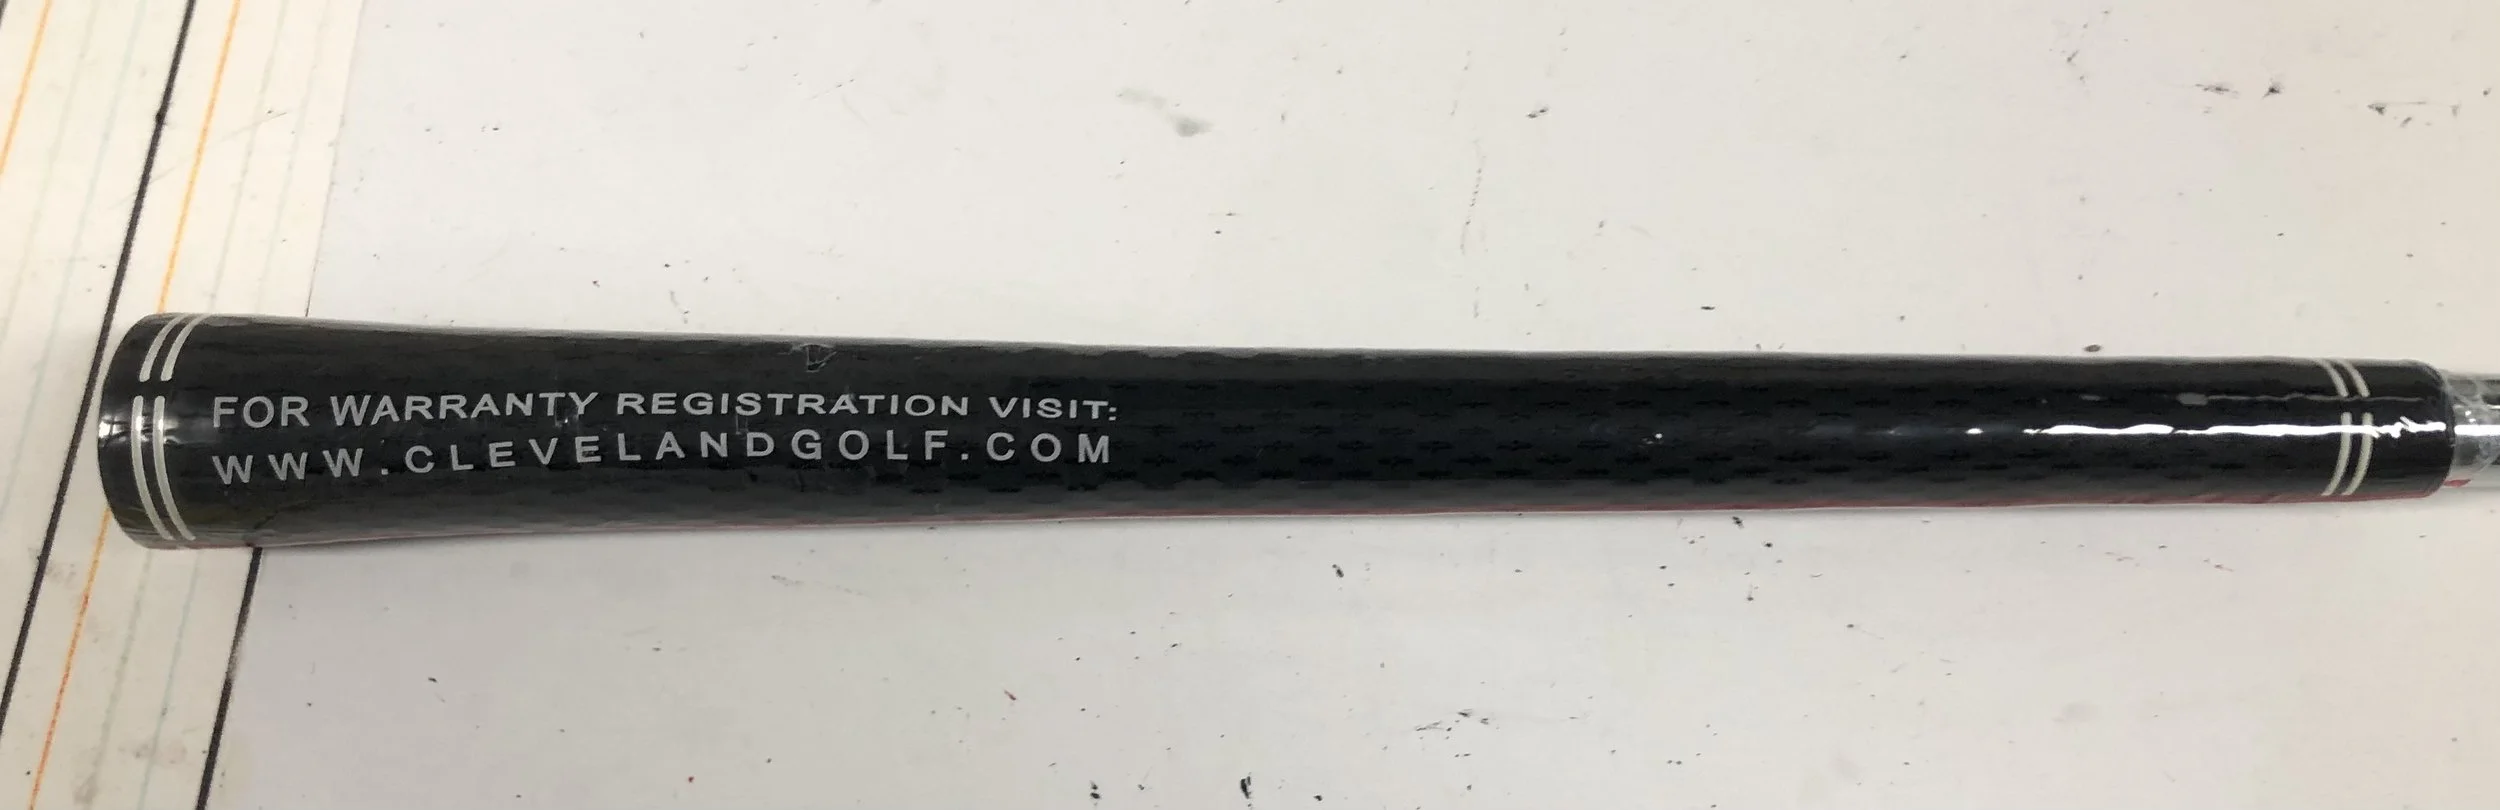 FOR WARRANTY REGISTRATION VISIT:
WWW.CLEVELANDGOLF.COM